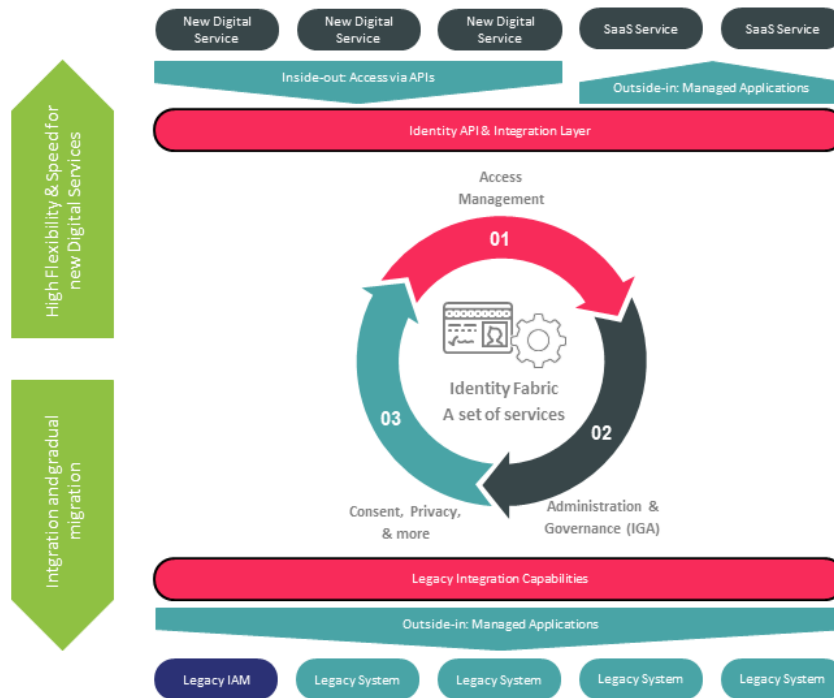 New Digital
Service
New Digital
Service
New Digital
Service
SaaS Service
SaaS Service
Inside-out: Access via APIs
Outside-in: Managed Applications
Identity API & Integration Layer
High Flexibility & Speed for
new Digital Services
Access
Management
01
Identity Fabric
A set of services
03
02
Consent, Privacy,
& more
Administration &
Governance (IGA)
Intgration andgradual
migration
Legacy Integration Capabilities
Outside-in: Managed Applications
Legacy IAM
Legacy System
Legacy System
Legacy System
Legacy System